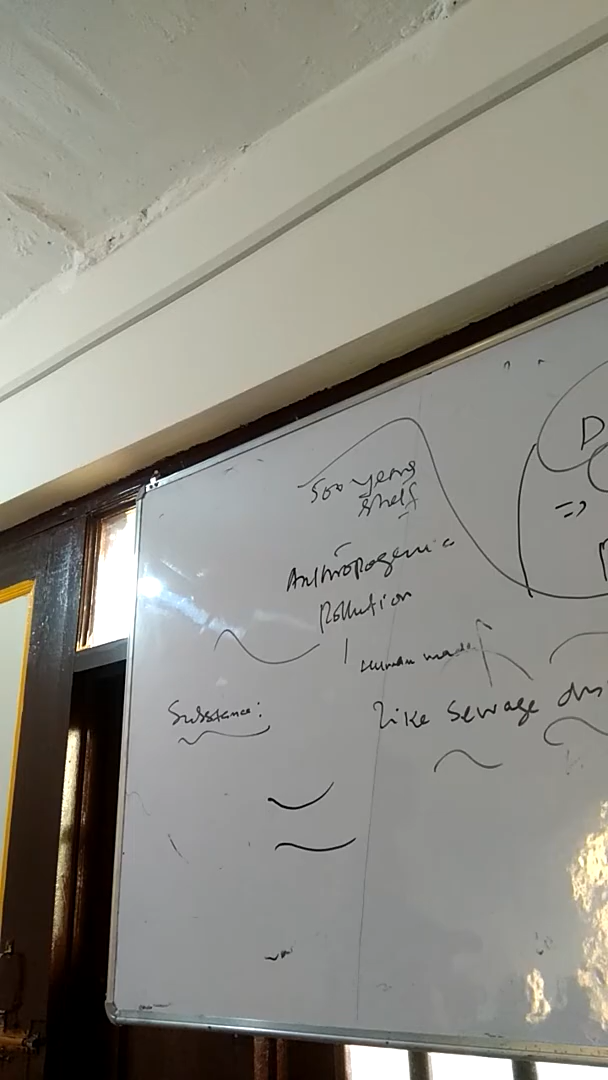 D
500 years
shelf
=>
Anthropogenic
Pollution
Human made
Substance:
Like Sewage